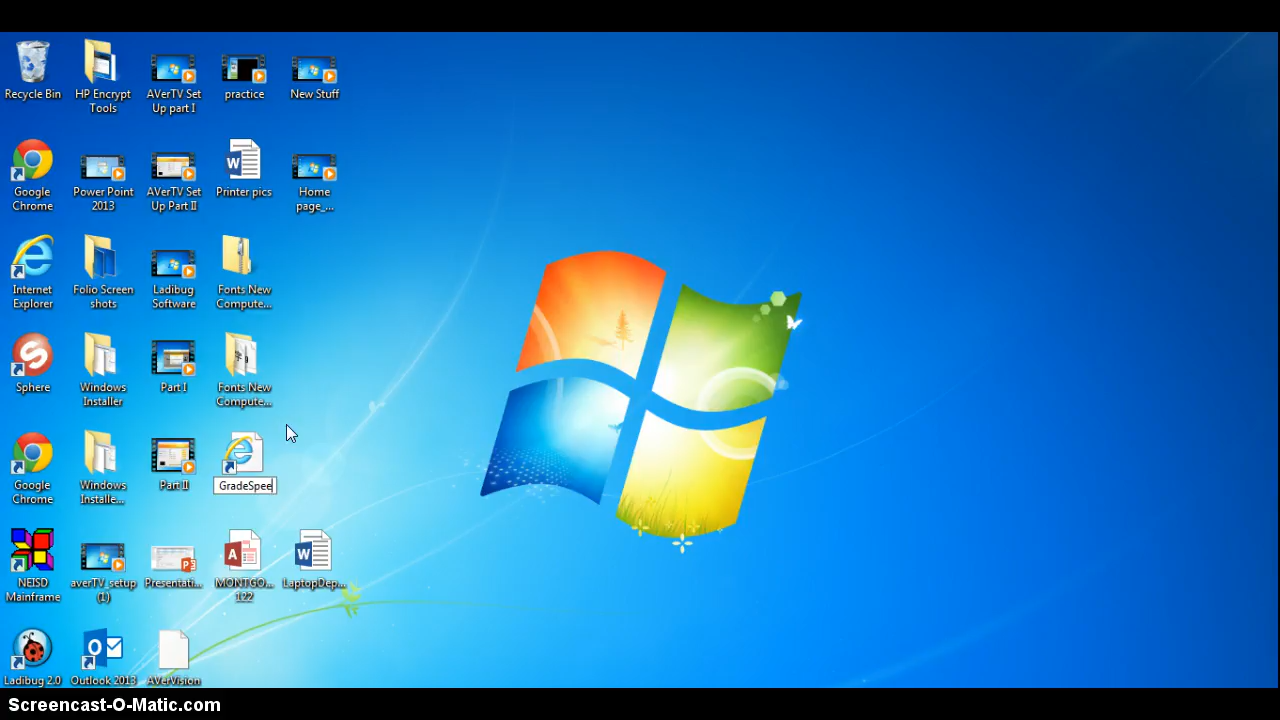 Recycle Bin
HP Encrypt
Tools
AVerTV Set
Up part I
practice
New Stuff
Google
Chrome
Power Point
2013
AVerTV Set
Up Part II
Printer pics
Home
page_...
Internet
Explorer
Folio Screen
shots
Ladibug
Software
Fonts New
Compute...
Sphere
Windows
Installer
Part I
Fonts New
Compute...
Google
Chrome
Windows
Installe...
Part II
GradeSpee
NEISD
Mainframe
averTV_setup
(1)
Presentati...
MONTGO...
122
LaptopDep...
Ladibug 2.0
Outlook 2013
AVerVision
Screencast-O-Matic.com